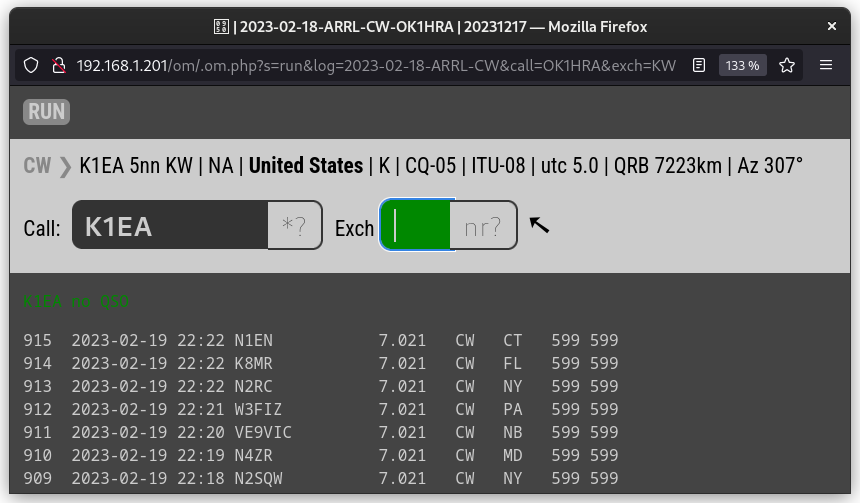 | 2023-02-18-ARRL-CW-OK1HRA | 20231217 — Mozilla Firefox ×
192.168.1.201/om/.om.php?s=run&log=2023-02-18-ARRL-CW&call=OK1HRA&exch=KW 133 %
RUN
CW ❯ K1EA 5nn KW | NA | United States | K | CQ-05 | ITU-08 | utc 5.0 | QRB 7223km | Az 307°
Call: K1EA *? Exch nr? ↖
K1EA no QSO
915 2023-02-19 22:22 N1EN 7.021 CW CT 599 599
914 2023-02-19 22:22 K8MR 7.021 CW FL 599 599
913 2023-02-19 22:22 N2RC 7.021 CW NY 599 599
912 2023-02-19 22:21 W3FIZ 7.021 CW PA 599 599
911 2023-02-19 22:20 VE9VIC 7.021 CW NB 599 599
910 2023-02-19 22:19 N4ZR 7.021 CW MD 599 599
909 2023-02-19 22:18 N2SQW 7.021 CW NY 599 599